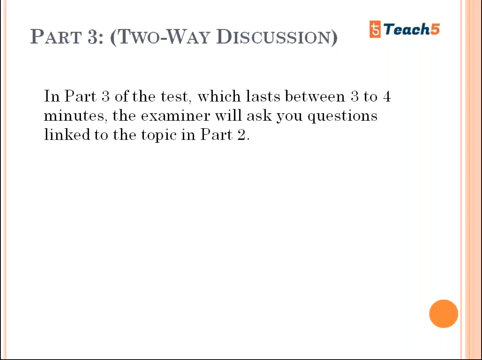 PART 3: (TWO-WAY DISCUSSION)
Teach5
In Part 3 of the test, which lasts between 3 to 4
minutes, the examiner will ask you questions
linked to the topic in Part 2.